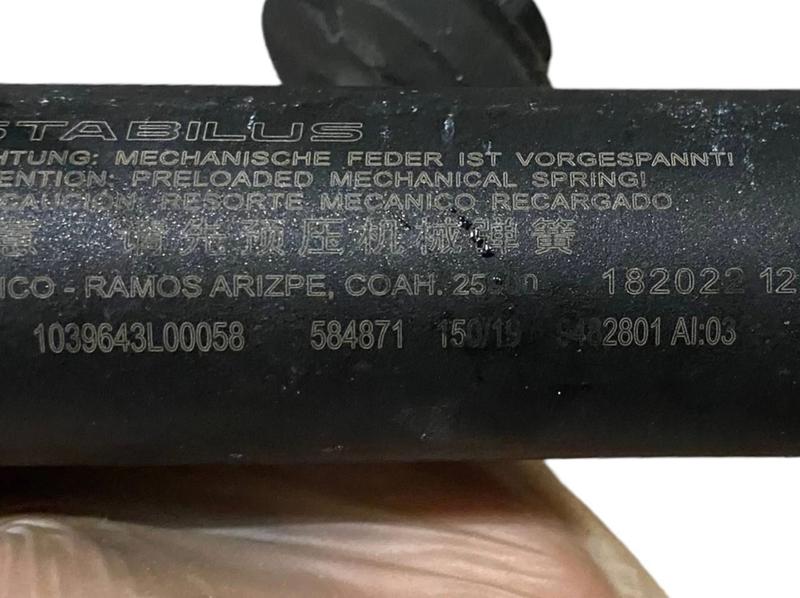 STABILUS
HTUNG: MECHANISCHE FEDER IST VORGESPANNT!
ENTION: PRELOADED MECHANICAL SPRING!
CAUCION: RESORTE MECANICO RECARGADO
请先预压机械弹簧
ICO - RAMOS ARIZPE, COAH. 182022 12
1039643L00058 584871 150/19 AI:03